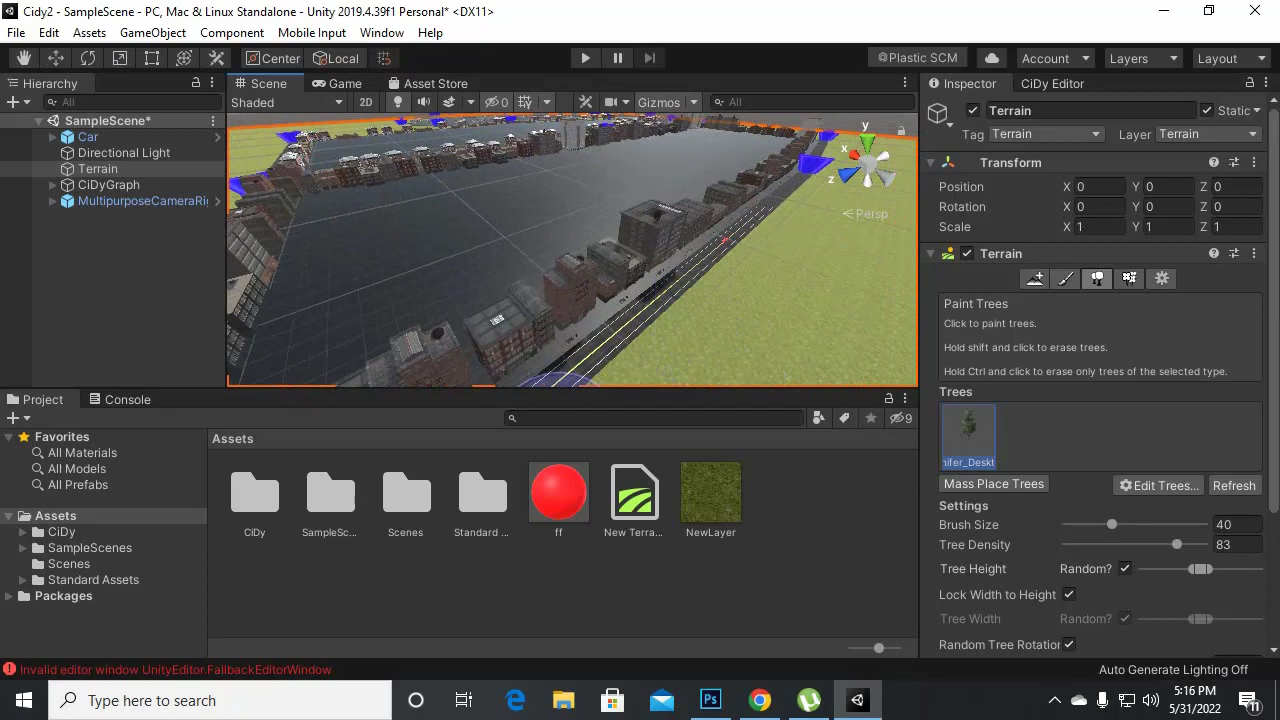 Cidy2 - SampleScene - PC, Mac & Linux Standalone - Unity 2019.4.39f1 Personal* <DX11>
File Edit Assets GameObject Component Mobile Input Window Help
Center Local Plastic SCM Account Layers Layout
Hierarchy
All
SampleScene*
Car
Directional Light
Terrain
CiDyGraph
MultipurposeCameraRi
Scene Game Asset Store
Shaded 2D 0 Gizmos All
y
x
z
Persp
Inspector CiDy Editor
Terrain Static
Tag Terrain Layer Terrain
Transform
Position X 0 Y 0 Z 0
Rotation X 0 Y 0 Z 0
Scale X 1 Y 1 Z 1
Terrain
Paint Trees
Click to paint trees.
Hold shift and click to erase trees.
Hold Ctrl and click to erase only trees of the selected type.
Trees
nifer_Deskt
Mass Place Trees Edit Trees... Refresh
Settings
Brush Size 40
Tree Density 83
Tree Height Random?
Lock Width to Height
Tree Width Random?
Random Tree Rotation
Project Console
9
Favorites
All Materials
All Models
All Prefabs
Assets
CiDy
SampleScenes
Scenes
Standard Assets
Packages
Assets
CiDy SampleSc... Scenes Standard ... ff New Terra... NewLayer
Invalid editor window UnityEditor.FallbackEditorWindow
Auto Generate Lighting Off
Type here to search
Ps
5:16 PM
5/31/2022
11